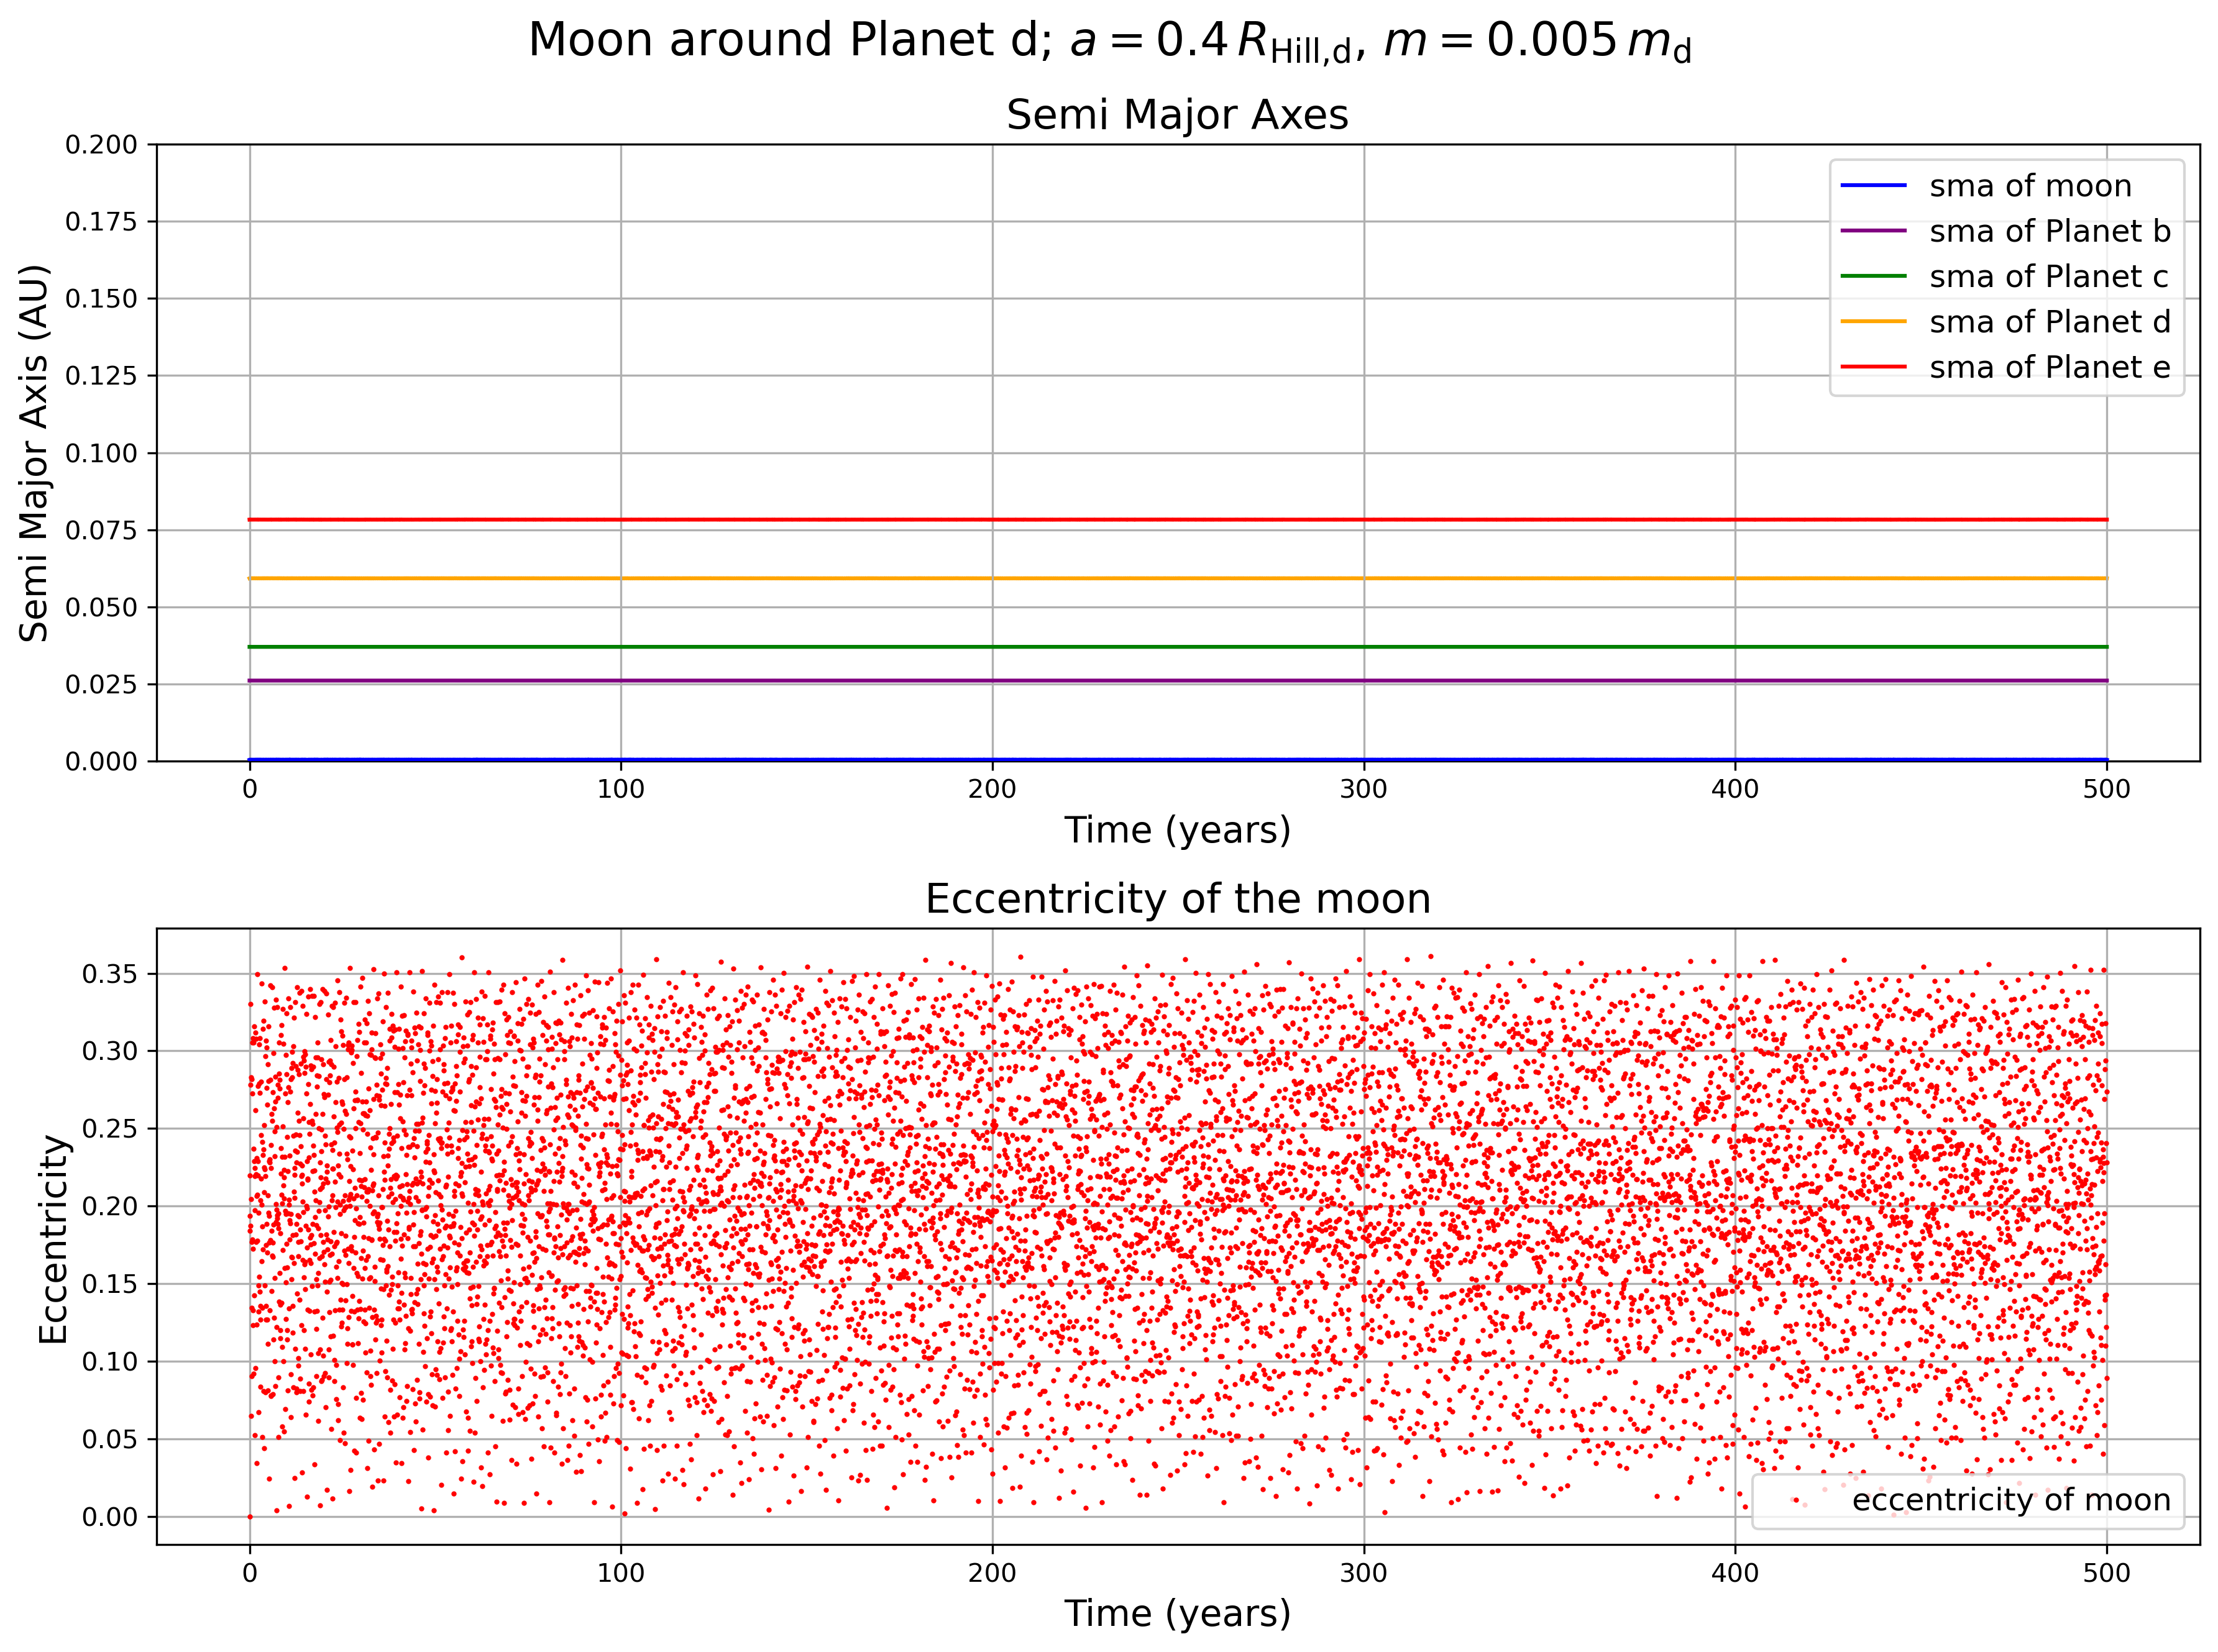 Moon around Planet d; a = 0.4 R_Hill,d, m = 0.005 m_d
Semi Major Axes
0.200
0.175
0.150
0.125
0.100
0.075
0.050
0.025
0.000
Semi Major Axis (AU)
sma of moon
sma of Planet b
sma of Planet c
sma of Planet d
sma of Planet e
0 100 200 300 400 500
Time (years)
Eccentricity of the moon
0.35
0.30
0.25
0.20
0.15
0.10
0.05
0.00
Eccentricity
eccentricity of moon
0 100 200 300 400 500
Time (years)